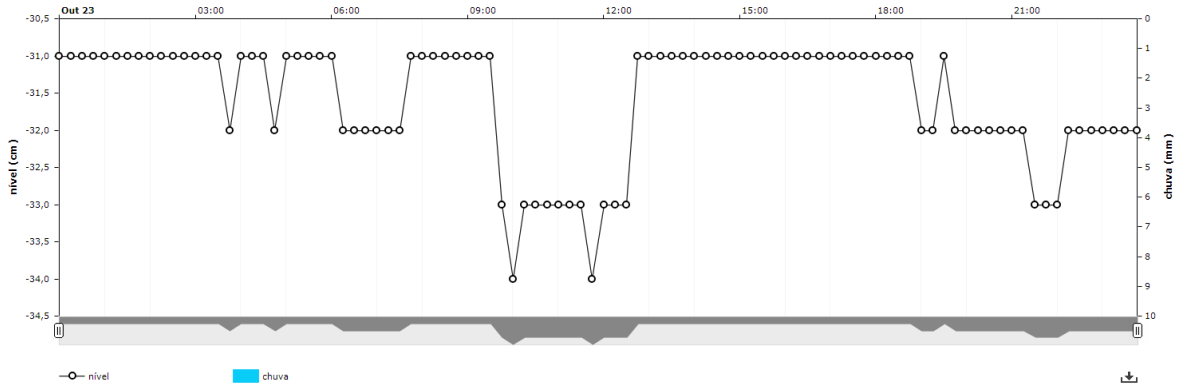 Out 23 03:00 06:00 09:00 12:00 15:00 18:00 21:00
-30,5 0
-31,0 1
-31,5 2
-32,0 3
-32,5 4
-33,0 5
-33,5 6
-34,0 7
-34,5 8
9
10
nível (cm)
chuva (mm)
nível chuva